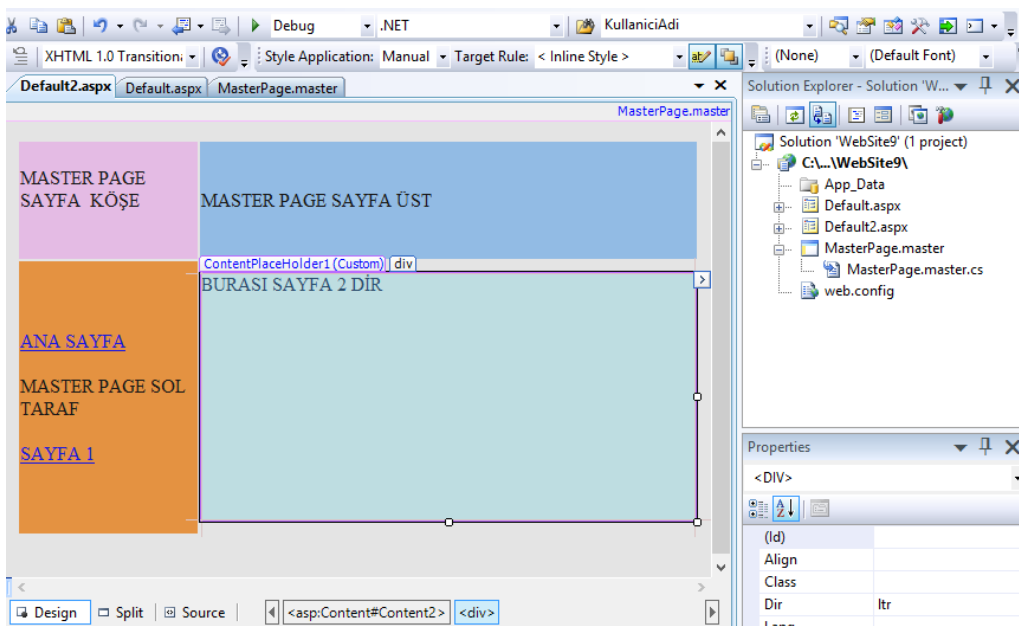 Debug .NET KullaniciAdi
XHTML 1.0 Transition: Style Application: Manual Target Rule: < Inline Style > ab/ (None) (Default Font)
Default2.aspx Default.aspx MasterPage.master
MasterPage.master
MASTER PAGE
SAYFA KÖŞE
MASTER PAGE SAYFA ÜST
ContentPlaceHolder1 (Custom) div
BURASI SAYFA 2 DİR
ANA SAYFA
MASTER PAGE SOL
TARAF
SAYFA 1
Design Split Source <asp:Content#Content2> <div>
Solution Explorer - Solution 'W...
Solution 'WebSite9' (1 project)
C:\...\WebSite9\
App_Data
Default.aspx
Default2.aspx
MasterPage.master
MasterPage.master.cs
web.config
Properties
<DIV>
(Id)
Align
Class
Dir ltr